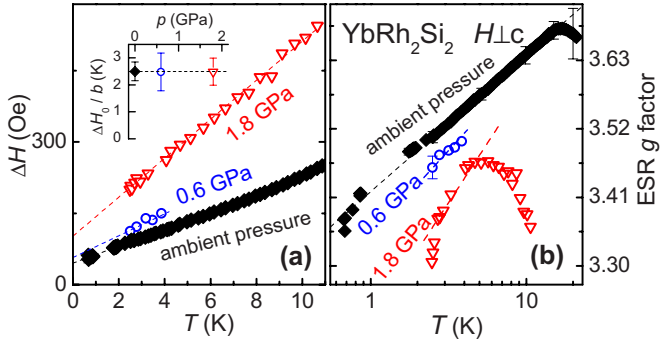 p (GPa)
0 1 2
ΔH₀ / b (K)
3
2
1
0
ΔH (Oe)
300
0
1.8 GPa
0.6 GPa
ambient pressure
(a)
0 2 4 6 8 10
T (K)
YbRh₂Si₂ H⊥c
ambient pressure
0.6 GPa
1.8 GPa
(b)
1 10
T (K)
3.63
3.52
3.41
3.30
ESR g factor